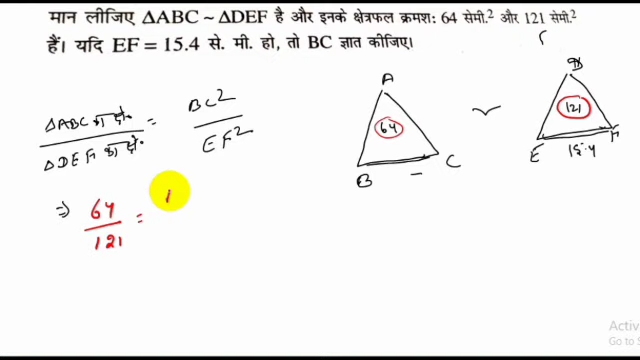 मान लीजिए ΔABC ~ ΔDEF है और इनके क्षेत्रफल क्रमश: 64 सेमी.² और 121 सेमी.²
हैं। यदि EF = 15.4 से. मी. हो, तो BC ज्ञात कीजिए।
ΔABC का क्षे॰ / ΔDEF का क्षे॰ = BC² / EF²
⇒ 64 / 121 =
A
64
B
C
~
D
121
E
F
15.4
Activ
Go to S